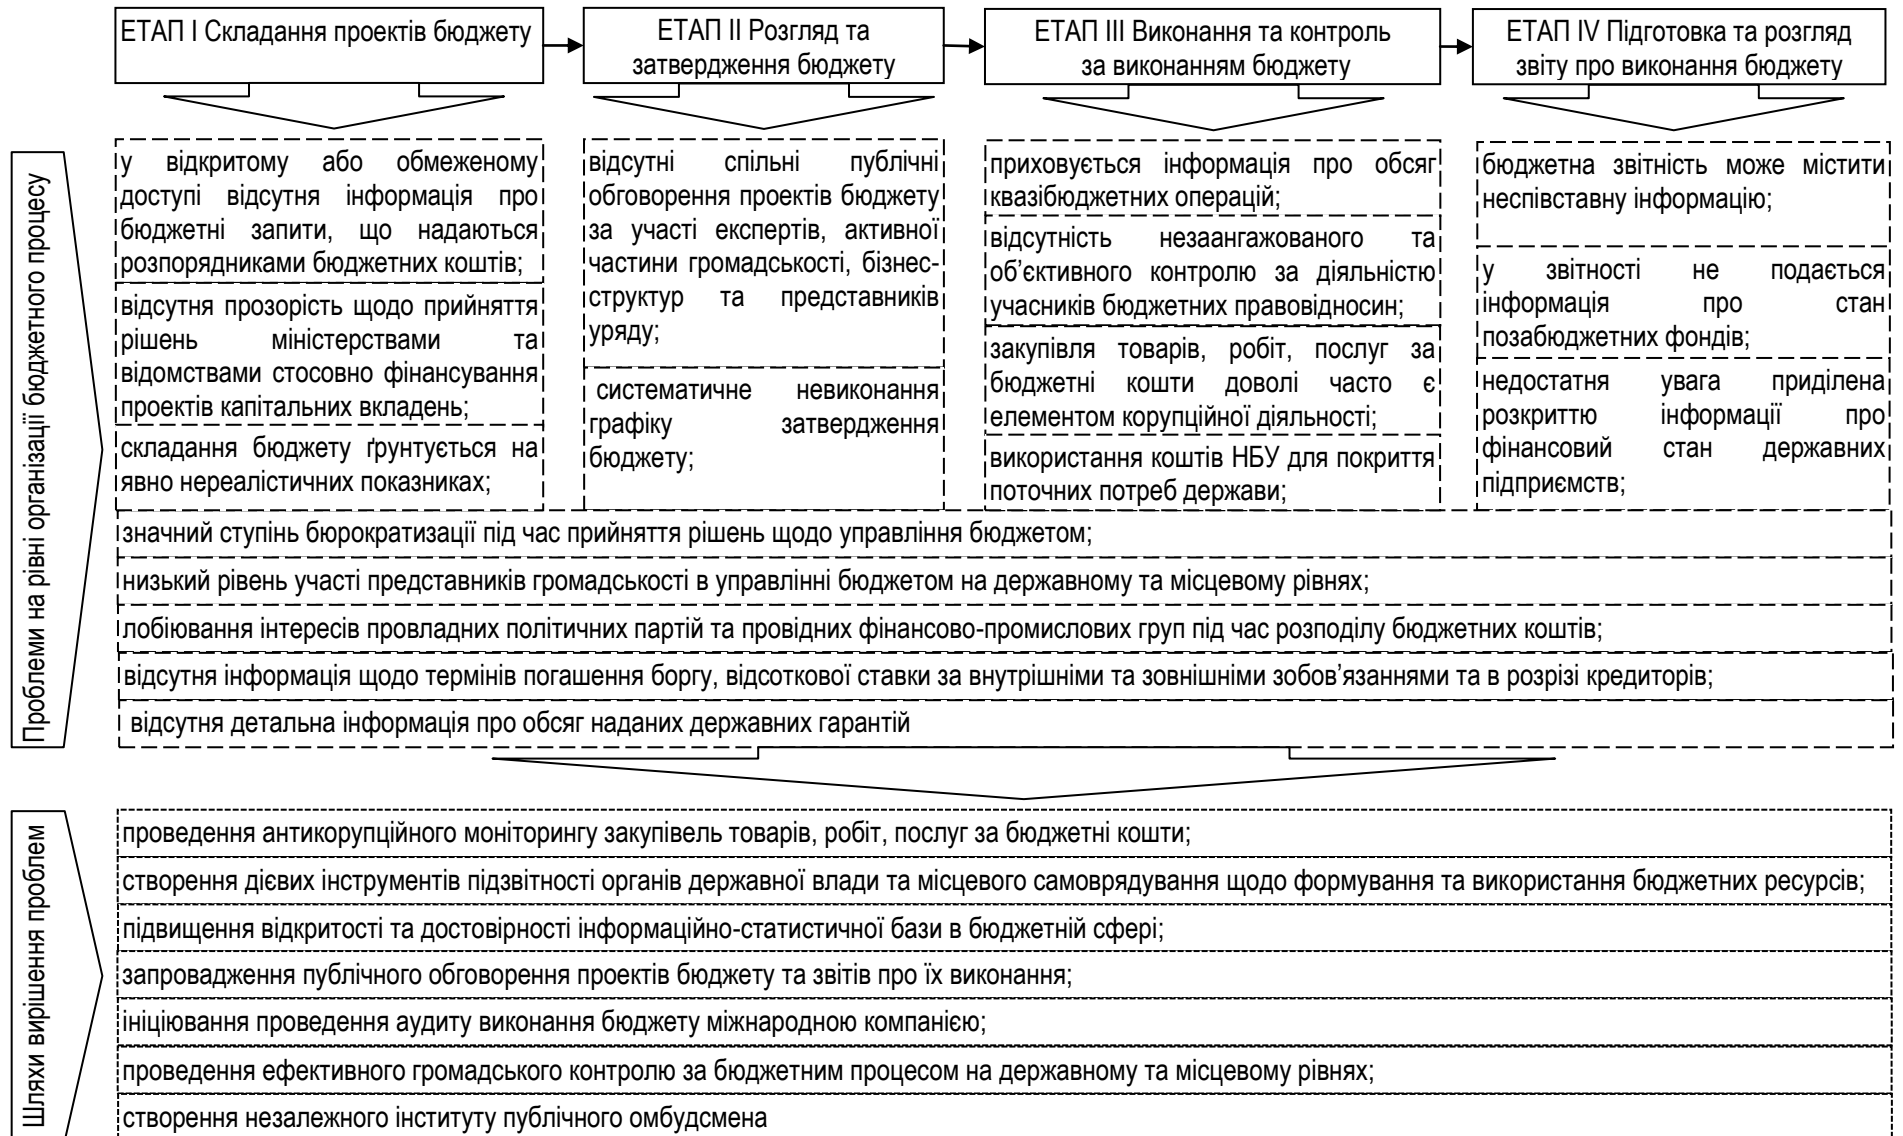 ЕТАП І Складання проектів бюджету
ЕТАП ІІ Розгляд та
затвердження бюджету
ЕТАП ІІІ Виконання та контроль
за виконанням бюджету
ЕТАП IV Підготовка та розгляд
звіту про виконання бюджету
Проблеми на рівні організації бюджетного процесу
у відкритому або обмеженому
доступі відсутня інформація про
бюджетні запити, що надаються
розпорядниками бюджетних коштів;
відсутня прозорість щодо прийняття
рішень міністерствами та
відомствами стосовно фінансування
проектів капітальних вкладень;
складання бюджету ґрунтується на
явно нереалістичних показниках;
відсутні спільні публічні
обговорення проектів бюджету
за участі експертів, активної
частини громадськості, бізнес-
структур та представників
уряду;
систематичне невиконання
графіку затвердження
бюджету;
приховується інформація про обсяг
квазібюджетних операцій;
відсутність незаангажованого та
об’єктивного контролю за діяльністю
учасників бюджетних правовідносин;
закупівля товарів, робіт, послуг за
бюджетні кошти доволі часто є
елементом корупційної діяльності;
використання коштів НБУ для покриття
поточних потреб держави;
бюджетна звітність може містити
неспівставну інформацію;
у звітності не подається
інформація про стан
позабюджетних фондів;
недостатня увага приділена
розкриттю інформації про
фінансовий стан державних
підприємств;
значний ступінь бюрократизації під час прийняття рішень щодо управління бюджетом;
низький рівень участі представників громадськості в управлінні бюджетом на державному та місцевому рівнях;
лобіювання інтересів провладних політичних партій та провідних фінансово-промислових груп під час розподілу бюджетних коштів;
відсутня інформація щодо термінів погашення боргу, відсоткової ставки за внутрішніми та зовнішніми зобов’язаннями та в розрізі кредиторів;
відсутня детальна інформація про обсяг наданих державних гарантій
Шляхи вирішення проблем
проведення антикорупційного моніторингу закупівель товарів, робіт, послуг за бюджетні кошти;
створення дієвих інструментів підзвітності органів державної влади та місцевого самоврядування щодо формування та використання бюджетних ресурсів;
підвищення відкритості та достовірності інформаційно-статистичної бази в бюджетній сфері;
запровадження публічного обговорення проектів бюджету та звітів про їх виконання;
ініціювання проведення аудиту виконання бюджету міжнародною компанією;
проведення ефективного громадського контролю за бюджетним процесом на державному та місцевому рівнях;
створення незалежного інституту публічного омбудсмена